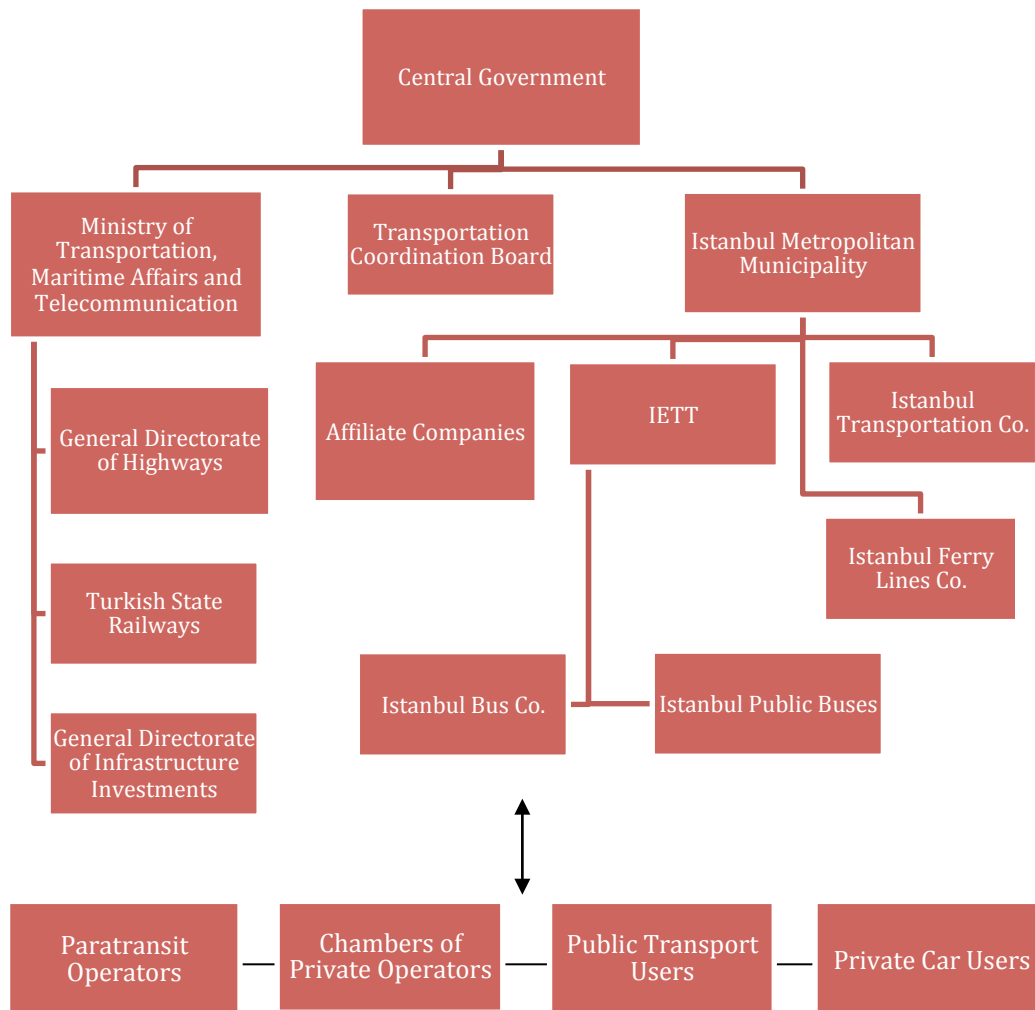 Central Government
Ministry of
Transportation,
Maritime Affairs and
Telecommunication
Transportation
Coordination Board
Istanbul Metropolitan
Municipality
General Directorate
of Highways
Turkish State
Railways
General Directorate
of Infrastructure
Investments
Affiliate Companies
IETT
Istanbul
Transportation Co.
Istanbul Ferry
Lines Co.
Istanbul Bus Co.
Istanbul Public Buses
Paratransit
Operators
Chambers of
Private Operators
Public Transport
Users
Private Car Users